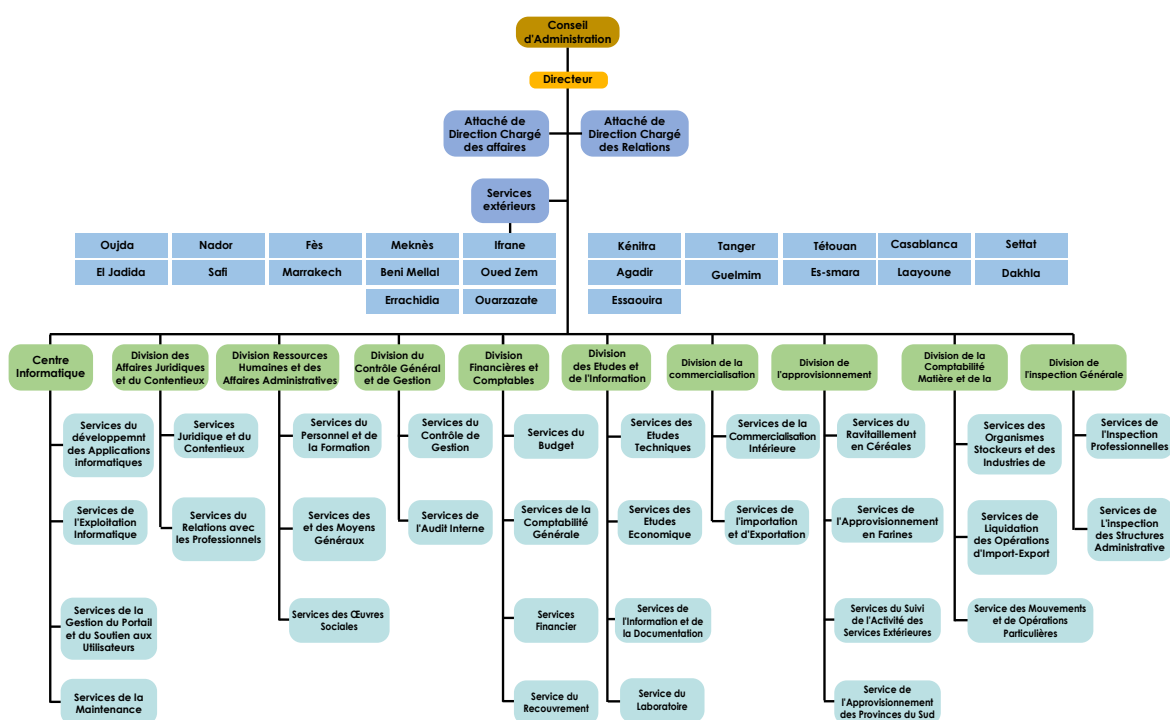 Conseil
d'Administration
Directeur
Attaché de
Direction Chargé
des affaires
Attaché de
Direction Chargé
des Relations
Services
extérieurs
Oujda
Nador
Fès
Meknès
Ifrane
Kénitra
Tanger
Tétouan
Casablanca
Settat
El Jadida
Safi
Marrakech
Beni Mellal
Oued Zem
Agadir
Guelmim
Es-smara
Laayoune
Dakhla
Errachidia
Ouarzazate
Essaouira
Centre
Informatique
Division des
Affaires Juridiques
et du Contentieux
Division Ressources
Humaines et des
Affaires Administratives
Division du
Contrôle Général
et de Gestion
Division
Financières et
Comptables
Division
des Etudes et
et de l'Information
Division de la
commercialisation
Division de
l'approvisionnement
Division de la
Comptabilité
Matière et de la
Division de
l'inspection Générale
Services du
développemnt
des Applications
informatiques
Services
Juridique et du
Contentieux
Services du
Personnel et de
la Formation
Services du
Contrôle de
Gestion
Services du
Budget
Services des
Etudes
Techniques
Services de la
Commercialisation
Intérieure
Services du
Ravitaillement
en Céréales
Services des
Organismes
Stockeurs et des
Industries de
Services de
l'Inspection
Professionnelles
Services de
l'Exploitation
Informatique
Services du
Relations avec
les Professionnels
Services des
et des Moyens
Généraux
Services de
l'Audit Interne
Services de la
Comptabilité
Générale
Services des
Etudes
Economique
Services de
l'importation
et d'Exportation
Services de
l'Approvisionnement
en Farines
Services de
Liquidation
des Opérations
d'Import-Export
Services de
L'inspection
des Structures
Administrative
Services de la
Gestion du Portail
et du Soutien aux
Utilisateurs
Services des Œuvres
Sociales
Services
Financier
Services de
l'Information et de
la Documentation
Services du Suivi
de l'Activité des
Services Extérieures
Service des Mouvements
et de Opérations
Particulières
Services de la
Maintenance
Service du
Recouvrement
Service du
Laboratoire
Service de
l'Approvisionnement
des Provinces du Sud